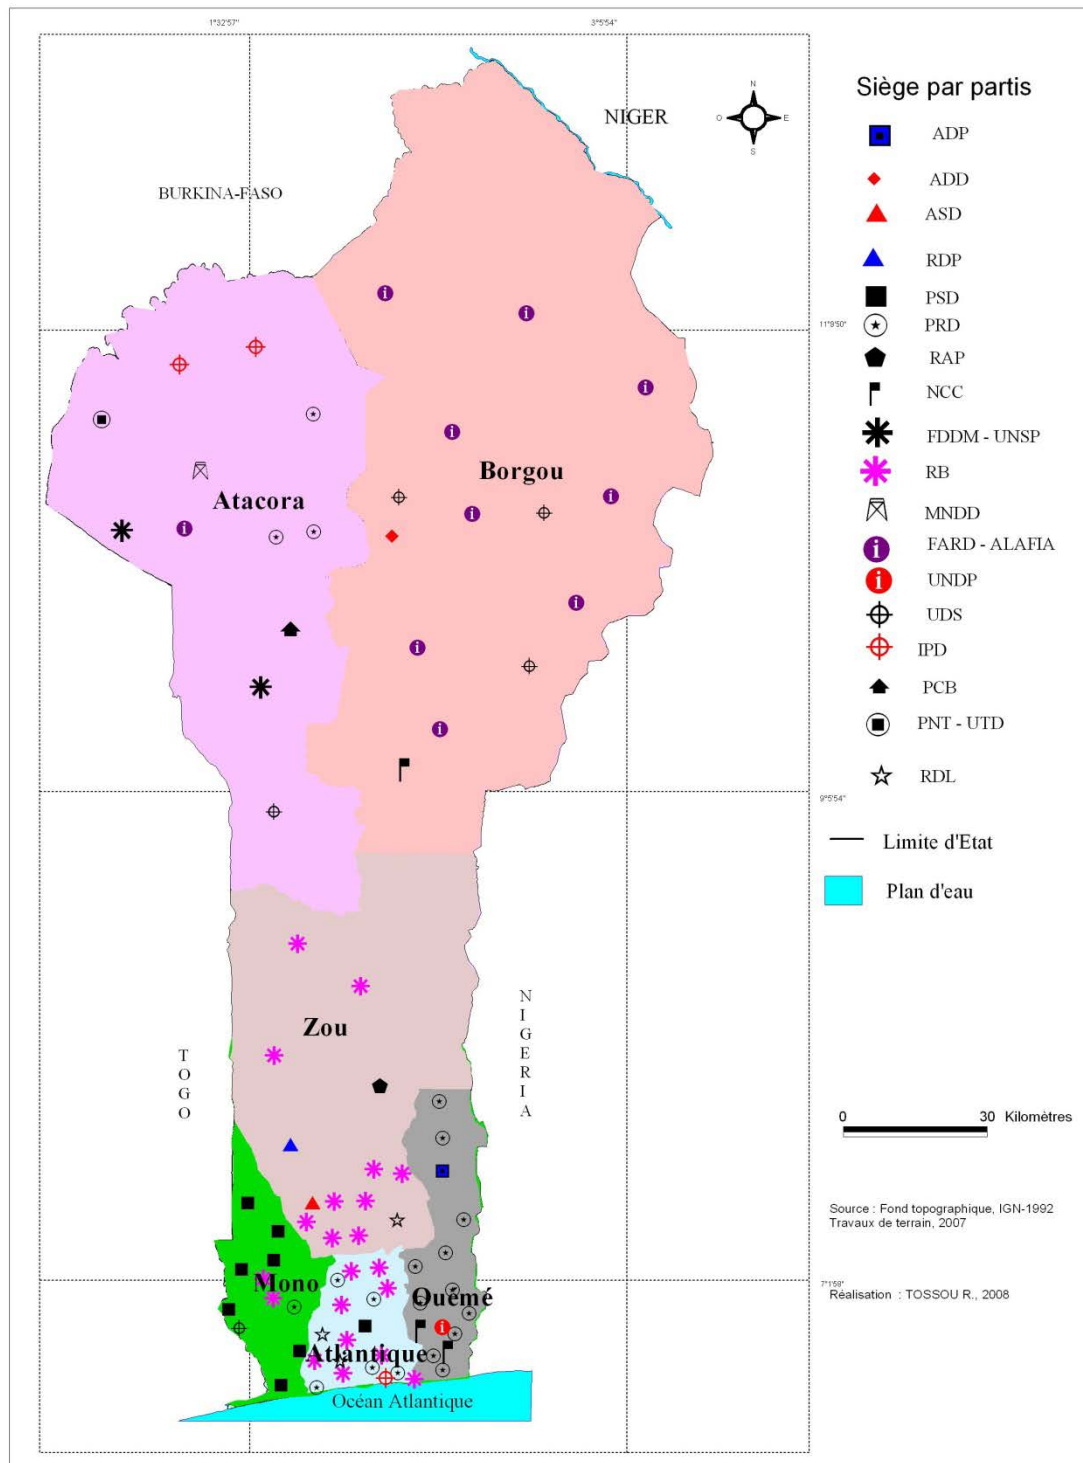 1°32'57"
3°5'54"
NIGER
N
O
E
S
BURKINA-FASO
11°9'50"
Borgou
Atacora
9°5'54"
Zou
TOGO
NIGERIA
7°1'58"
Mono
Ouémé
Atlantique
Océan Atlantique
Siège par partis
ADP
ADD
ASD
RDP
PSD
PRD
RAP
NCC
FDDM - UNSP
RB
MNDD
FARD - ALAFIA
UNDP
UDS
IPD
PCB
PNT - UTD
RDL
Limite d'Etat
Plan d'eau
0 30 Kilomètres
Source : Fond topographique, IGN-1992
Travaux de terrain, 2007
Réalisation : TOSSOU R., 2008